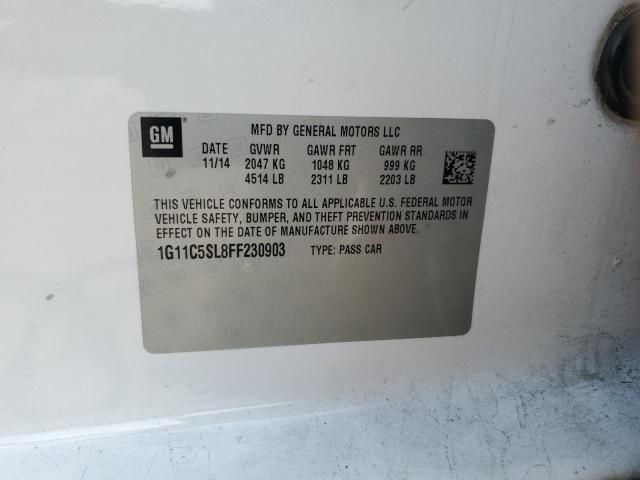 GM
MFD BY GENERAL MOTORS LLC
DATE GVWR GAWR FRT GAWR RR
11/14 2047 KG 1048 KG 999 KG
4514 LB 2311 LB 2203 LB
THIS VEHICLE CONFORMS TO ALL APPLICABLE U.S. FEDERAL MOTOR
VEHICLE SAFETY, BUMPER, AND THEFT PREVENTION STANDARDS IN
EFFECT ON THE DATE OF MANUFACTURE SHOWN ABOVE.
1G11C5SL8FF230903 TYPE: PASS CAR